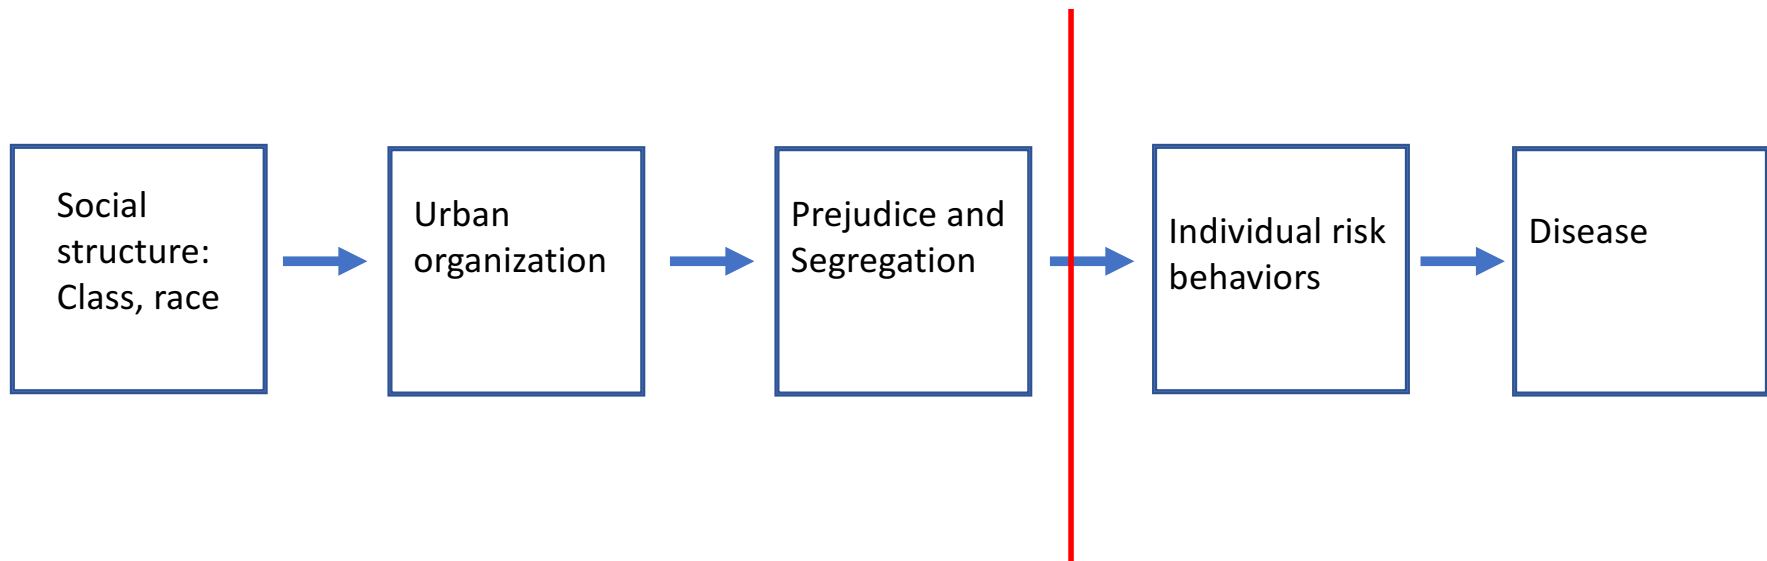 Social
structure:
Class, race
Urban
organization
Prejudice and
Segregation
Individual risk
behaviors
Disease